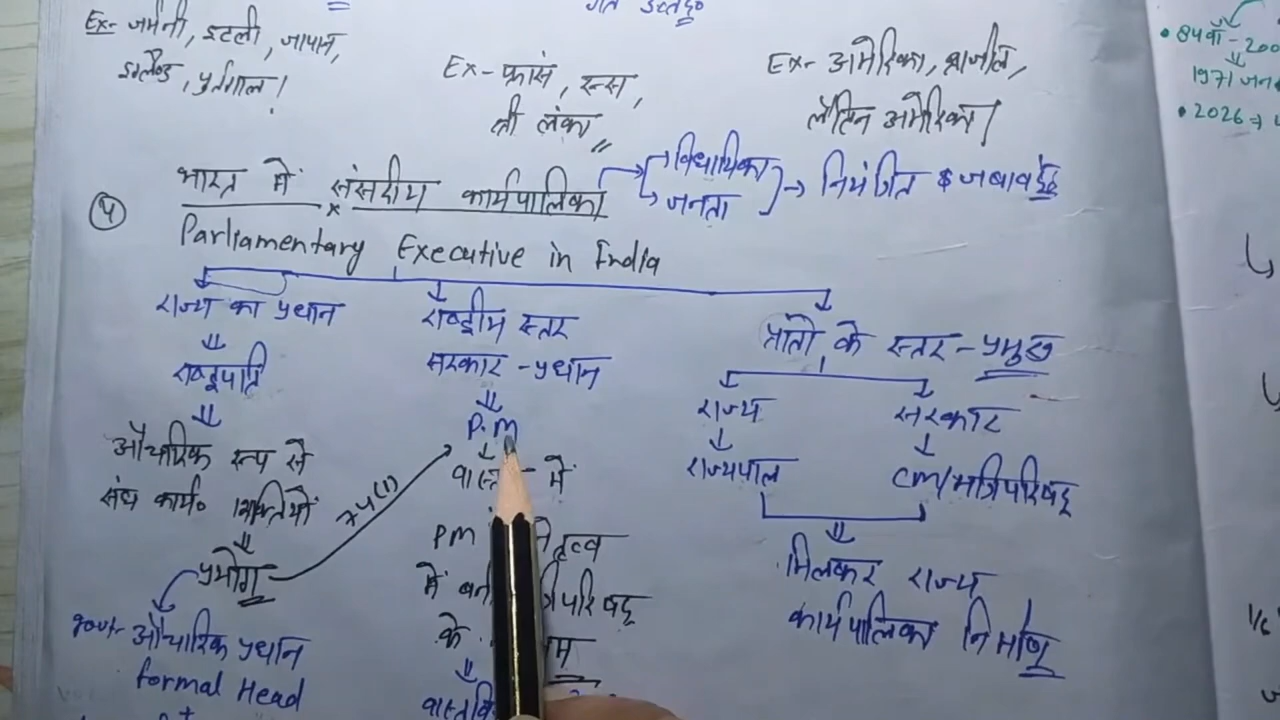 Ex- जर्मनी, इटली, जापान,
इंग्लैण्ड, पुर्तगाल!
Ex- फ्रांस, रूस,
श्री लंका
Ex- अमेरिका, ब्राजील,
लैटिन अमेरिका।
• 84वाँ - 200
1971 जन
• 2026 ⇒
④ भारत में संसदीय कार्यपालिका → विधायिका
जनता → नियंत्रित & जवाबदेह
Parliamentary Executive in India
राज्य का प्रधान
⇓
राष्ट्रपति
⇓
औपचारिक रूप से
संघ कार्य० शक्तियों
⇓
प्रयोग
74(1)
govt- औपचारिक प्रधान
formal Head
राष्ट्रीय स्तर
सरकार - प्रधान
⇓
P.M
↓
में
PM
के
⇓
प्रांतो के स्तर - प्रमुख
राज्य
↓
राज्यपाल
सरकार
↓
CM/मंत्रिपरिषद
⇓
मिलकर राज्य
कार्यपालिका निर्माण